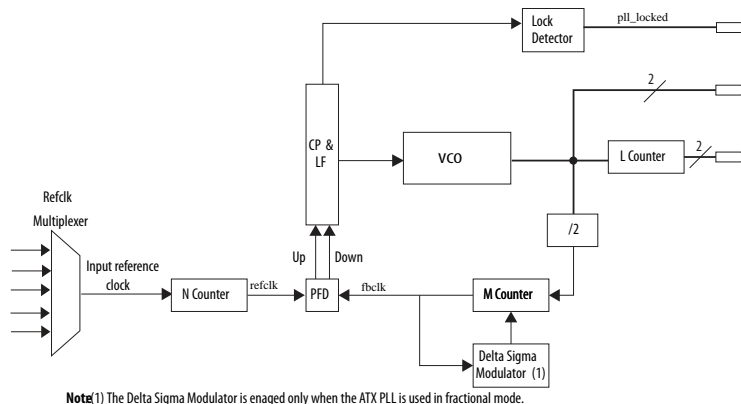 Lock
Detector
pll_locked
2
CP &
LF
VCO
2
L Counter
Refclk
Multiplexer
/2
Up
Down
Input reference
clock
N Counter
refclk
PFD
fbclk
M Counter
Delta Sigma
Modulator (1)
Note(1) The Delta Sigma Modulator is enaged only when the ATX PLL is used in fractional mode.